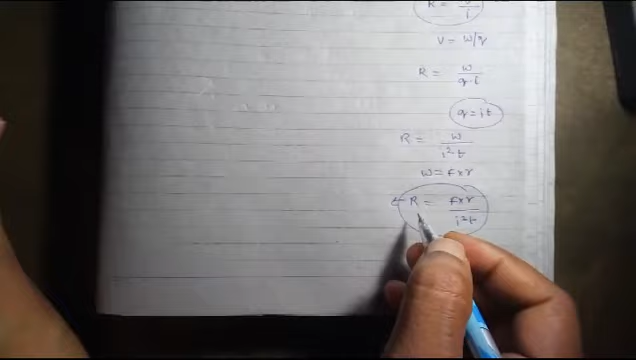 R = V/i
V = W/q
R = W/q·i
q = it
R = W/i²t
W = F×r
← R = F×r/i²t